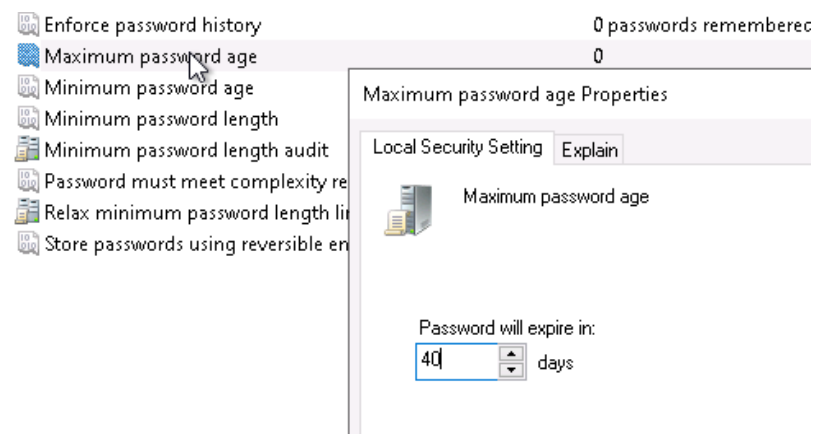 Enforce password history 0 passwords remembered
Maximum password age 0
Minimum password age
Maximum password age Properties
Minimum password length
Minimum password length audit
Local Security Setting Explain
Password must meet complexity re
Maximum password age
Relax minimum password length li
Store passwords using reversible en
Password will expire in:
40 days